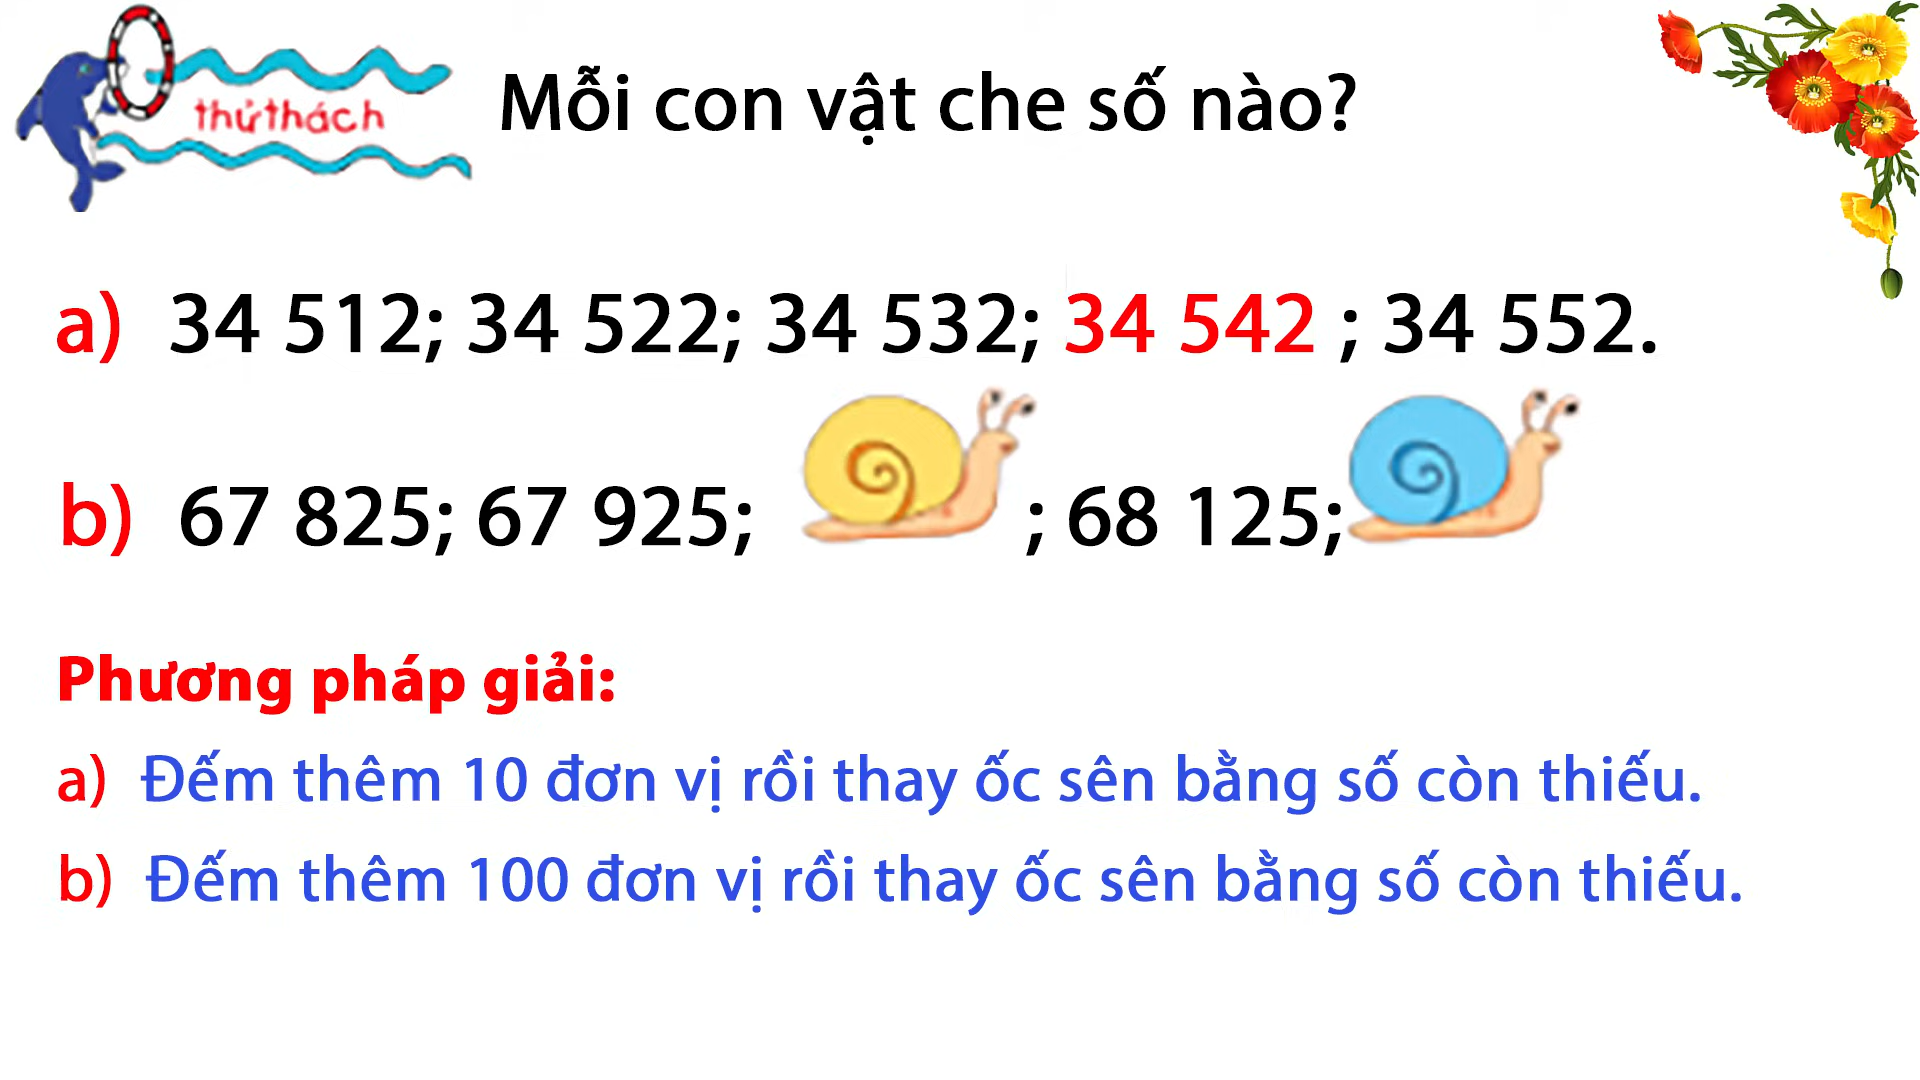 thử thách
Mỗi con vật che số nào?
a) 34 512; 34 522; 34 532; 34 542 ; 34 552.
b) 67 825; 67 925; ; 68 125;
Phương pháp giải:
a) Đếm thêm 10 đơn vị rồi thay ốc sên bằng số còn thiếu.
b) Đếm thêm 100 đơn vị rồi thay ốc sên bằng số còn thiếu.